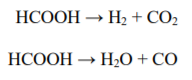 HCOOH → H₂ + CO₂
HCOOH → H₂O + CO